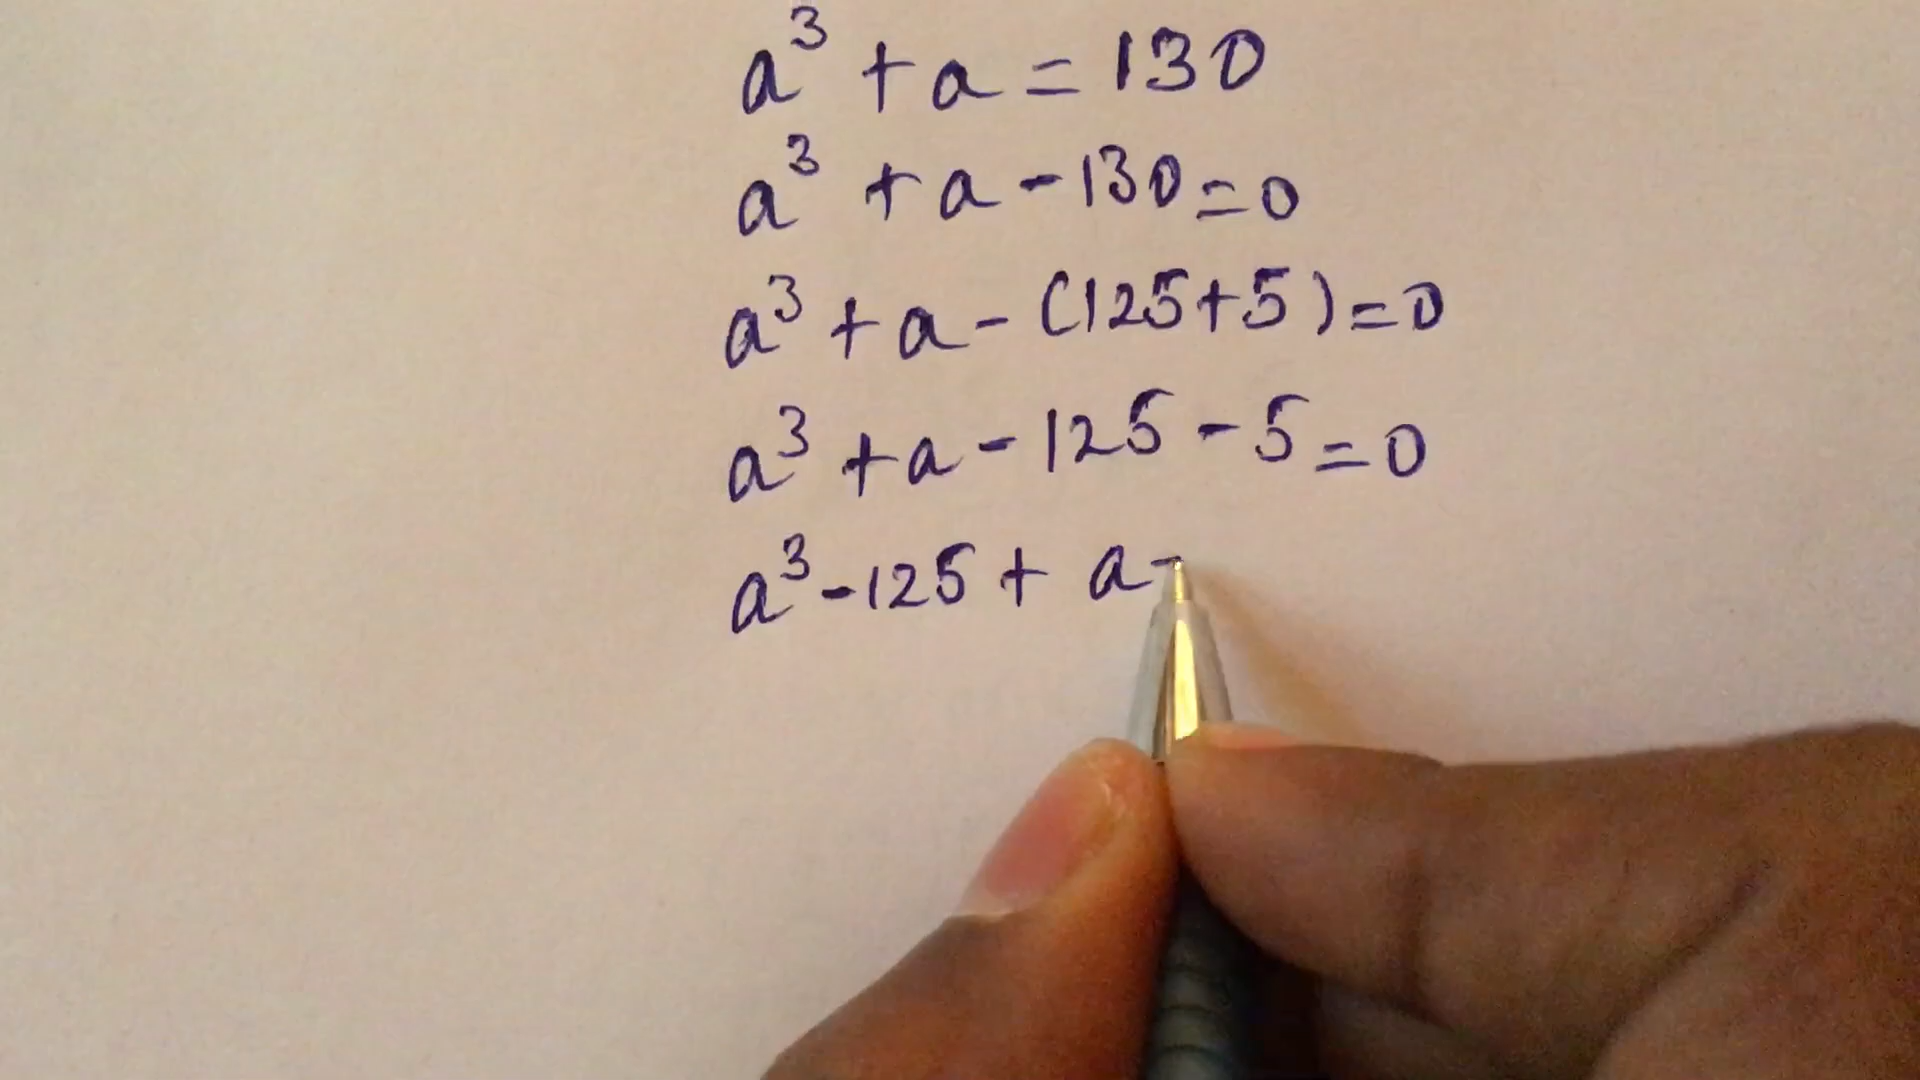 a³ + a = 130
a³ + a - 130 = 0
a³ + a - (125+5) = 0
a³ + a - 125 - 5 = 0
a³ - 125 + a -